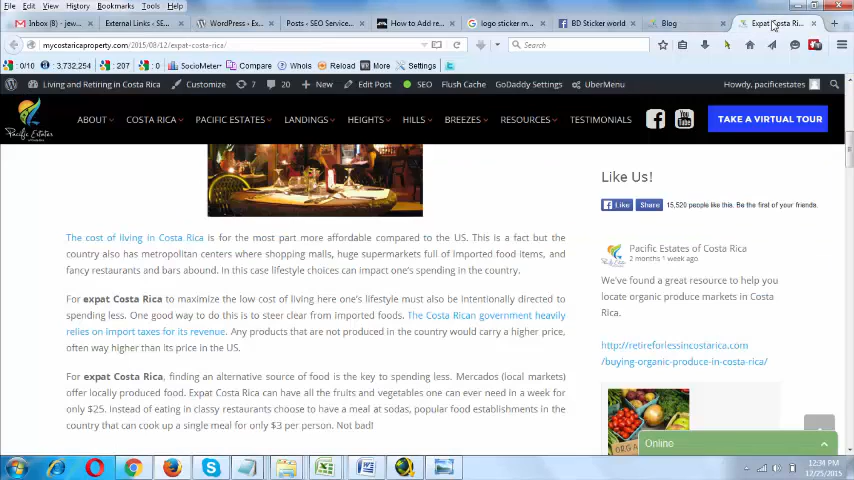 File Edit View History Bookmarks Tools Help
Inbox (8) - jew...
External Links - SE...
WordPress › Ex...
Posts ‹ SEO Service...
How to Add re...
logo sticker m...
BD Sticker world
Blog
Expat Costa Ri...
mycostaricaproperty.com/2015/08/12/expat-costa-rica/
Search
0/10 3,732,254 : 207 : 0 SocioMeter Compare Whois Reload More Settings
Living and Retiring in Costa Rica Customize 7 20 New Edit Post SEO Flush Cache GoDaddy Settings UberMenu Howdy, pacificestates
Pacific Estates
ABOUT COSTA RICA PACIFIC ESTATES LANDINGS HEIGHTS HILLS BREEZES RESOURCES TESTIMONIALS
You Tube
TAKE A VIRTUAL TOUR
The cost of living in Costa Rica is for the most part more affordable compared to the US. This is a fact but the
country also has metropolitan centers where shopping malls, huge supermarkets full of imported food items, and
fancy restaurants and bars abound. In this case lifestyle choices can impact one's spending in the country.
For expat Costa Rica to maximize the low cost of living here one's lifestyle must also be intentionally directed to
spending less. One good way to do this is to steer clear from imported foods. The Costa Rican government heavily
relies on import taxes for its revenue. Any products that are not produced in the country would carry a higher price,
often way higher than its price in the US.
For expat Costa Rica, finding an alternative source of food is the key to spending less. Mercados (local markets)
offer locally produced food. Expat Costa Rica can have all the fruits and vegetables one can ever need in a week for
only $25. Instead of eating in classy restaurants choose to have a meal at sodas, popular food establishments in the
country that can cook up a single meal for only $3 per person. Not bad!
Like Us!
Like Share 15,520 people like this. Be the first of your friends.
Pacific Estates of Costa Rica
2 months 1 week ago
We've found a great resource to help you
locate organic produce markets in Costa
Rica.
http://retireforlessincostarica.com
/buying-organic-produce-in-costa-rica/
Online
12:34 PM
12/25/2015